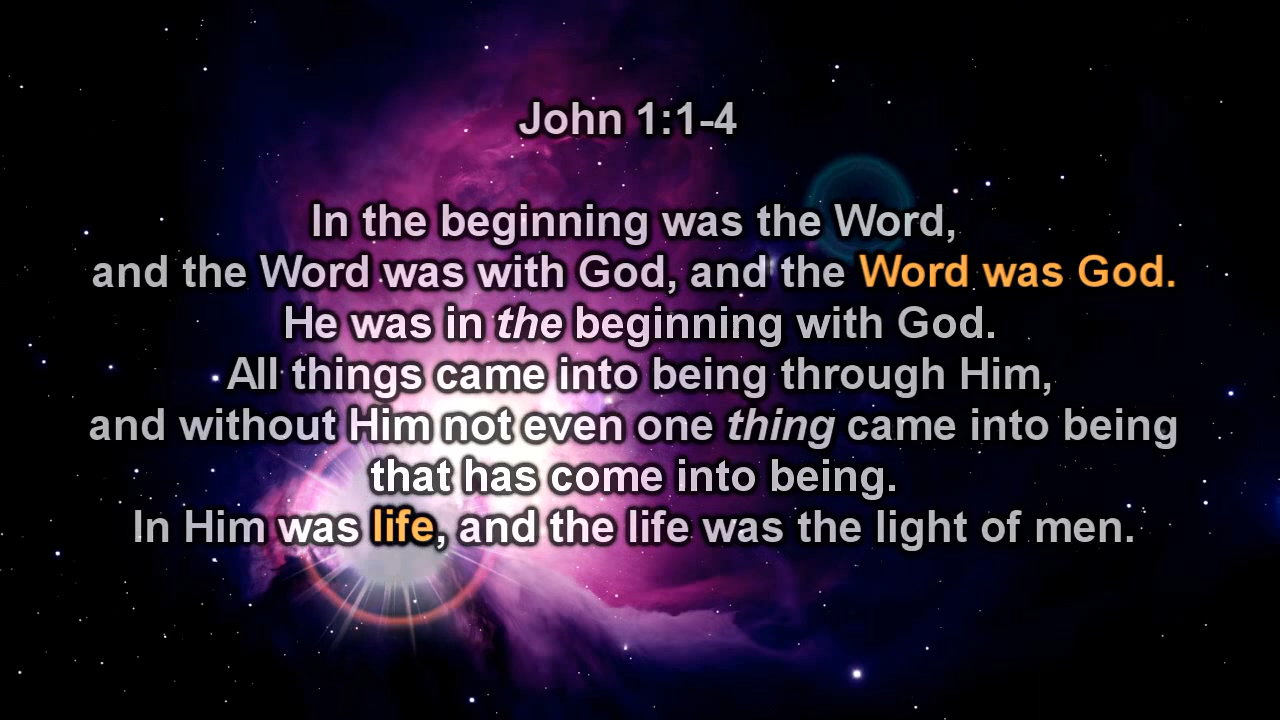 John 1:1-4
In the beginning was the Word,
and the Word was with God, and the Word was God.
He was in the beginning with God.
All things came into being through Him,
and without Him not even one thing came into being
that has come into being.
In Him was life, and the life was the light of men.